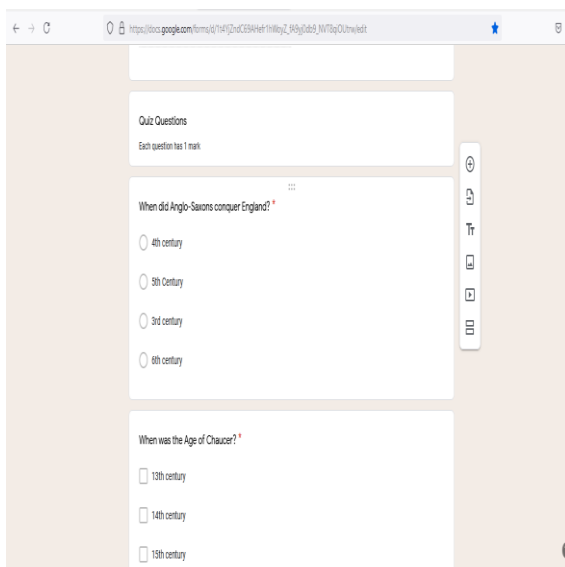 Quiz Questions
Each question has 1 mark
When did Anglo-Saxons conquer England? *
4th century
5th Century
3rd century
6th century
When was the Age of Chaucer? *
13th century
14th century
15th century